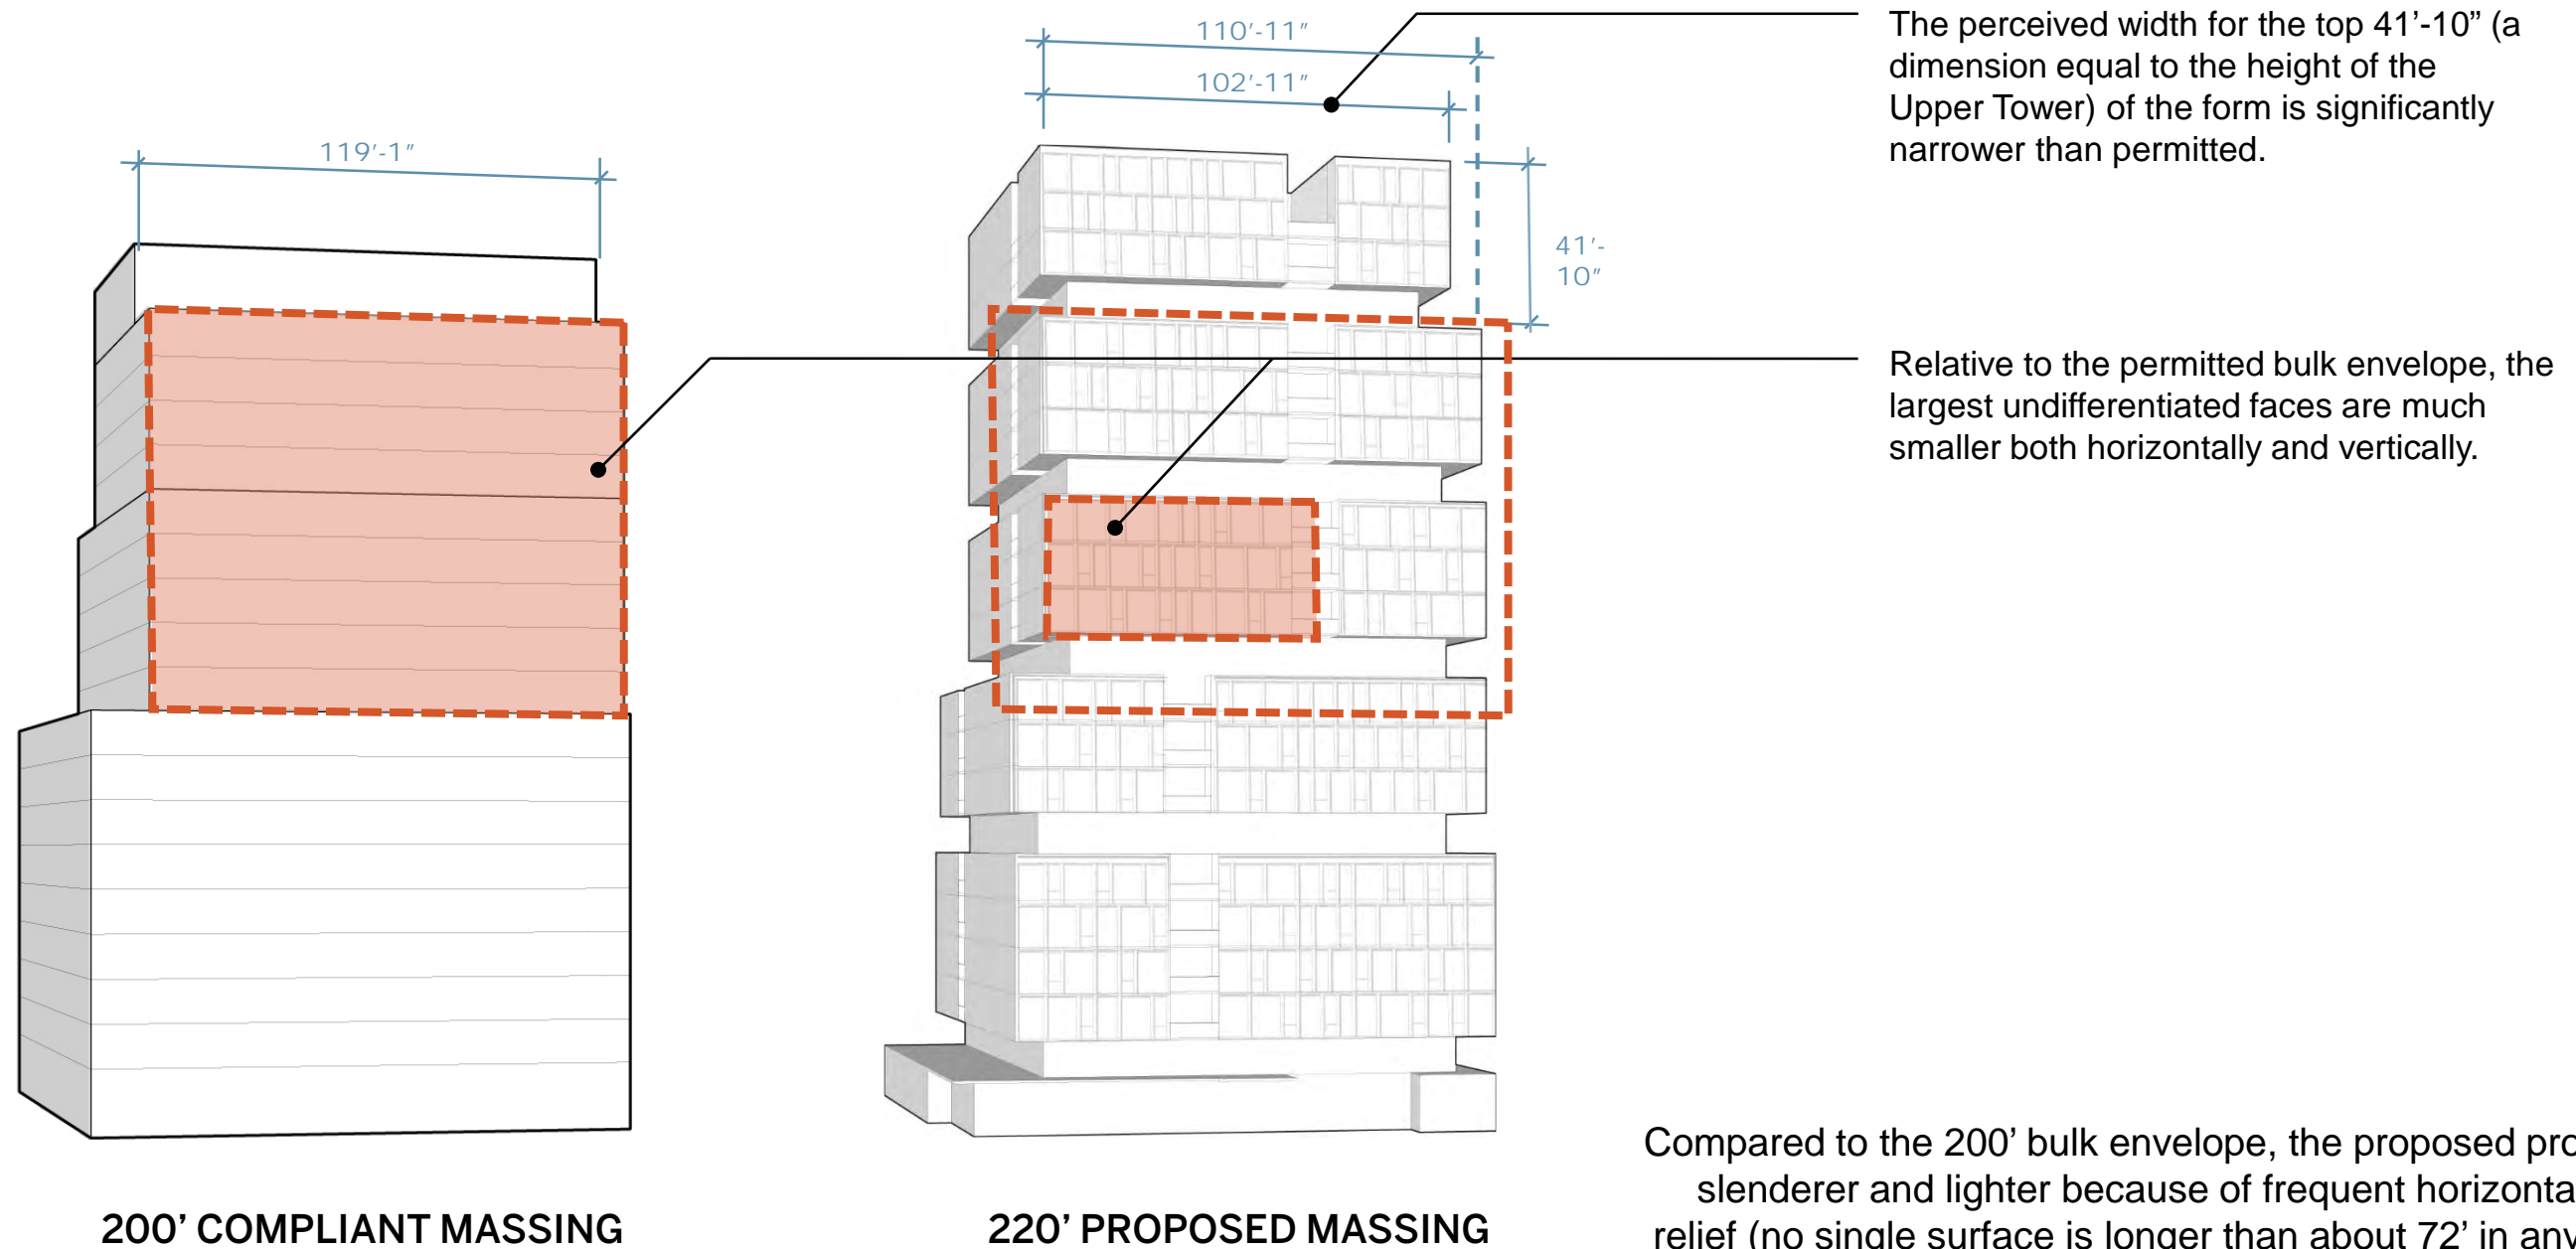 110’-11”
102’-11”
119’-1”
41’-
10”
The perceived width for the top 41’-10” (a
dimension equal to the height of the
Upper Tower) of the form is significantly
narrower than permitted.
Relative to the permitted bulk envelope, the
largest undifferentiated faces are much
smaller both horizontally and vertically.
Compared to the 200’ bulk envelope, the proposed
slenderer and lighter because of frequent
relief (no single surface is longer than about 72’ in any
200’ COMPLIANT MASSING
220’ PROPOSED MASSING